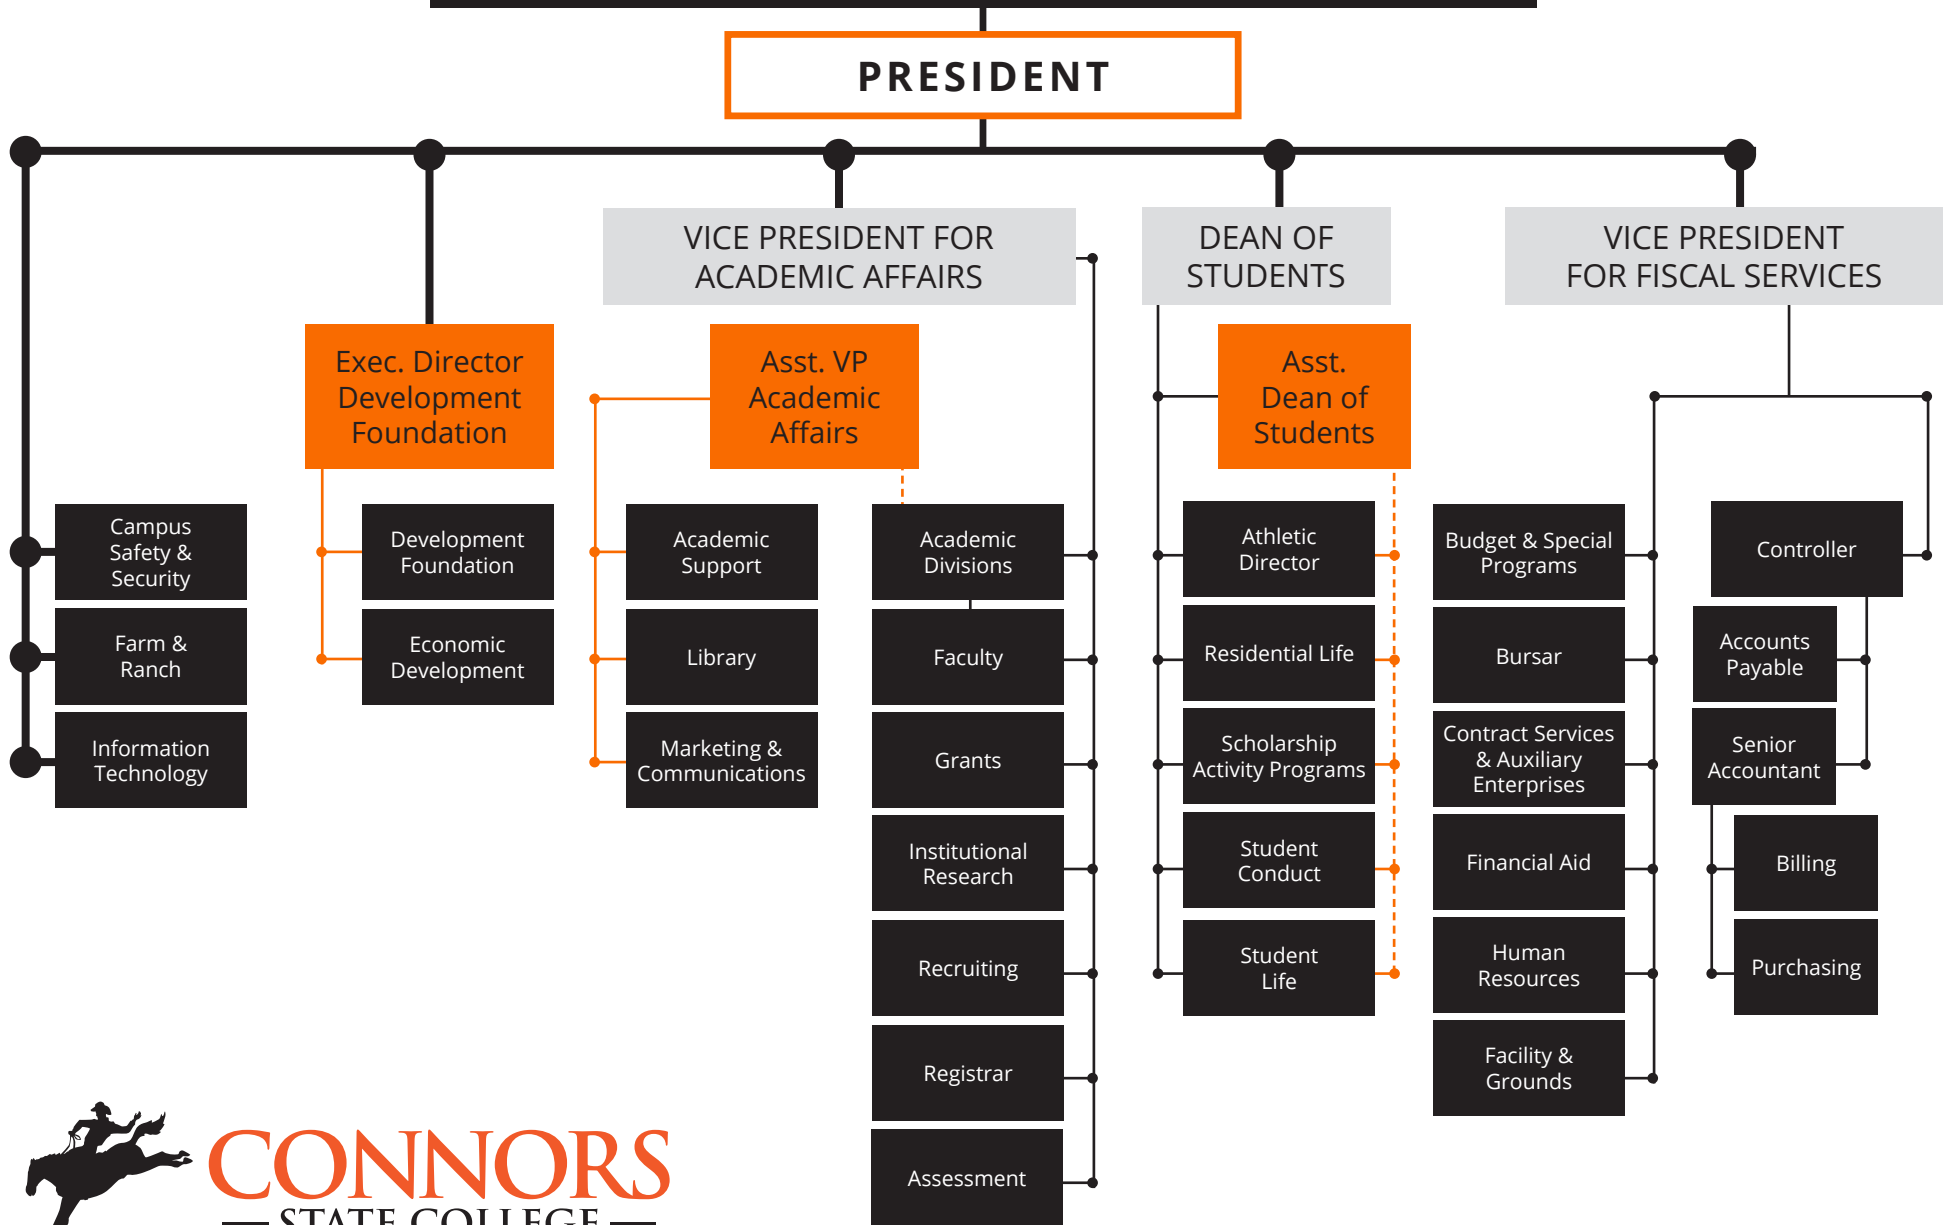 PRESIDENT
VICE PRESIDENT FOR
ACADEMIC AFFAIRS
DEAN OF
STUDENTS
VICE PRESIDENT
FOR FISCAL SERVICES
Exec. Director
Development
Foundation
Asst. VP
Academic
Affairs
Asst.
Dean of
Students
Campus
Safety &
Security
Farm &
Ranch
Information
Technology
Development
Foundation
Economic
Development
Academic
Support
Library
Marketing &
Communications
Academic
Divisions
Faculty
Grants
Institutional
Research
Recruiting
Registrar
Assessment
Athletic
Director
Residential Life
Scholarship
Activity Programs
Student
Conduct
Student
Life
Budget & Special
Programs
Bursar
Contract Services
& Auxiliary
Enterprises
Financial Aid
Human
Resources
Facility &
Grounds
Controller
Accounts
Payable
Senior
Accountant
Billing
Purchasing
CONNORS
STATE COLLEGE